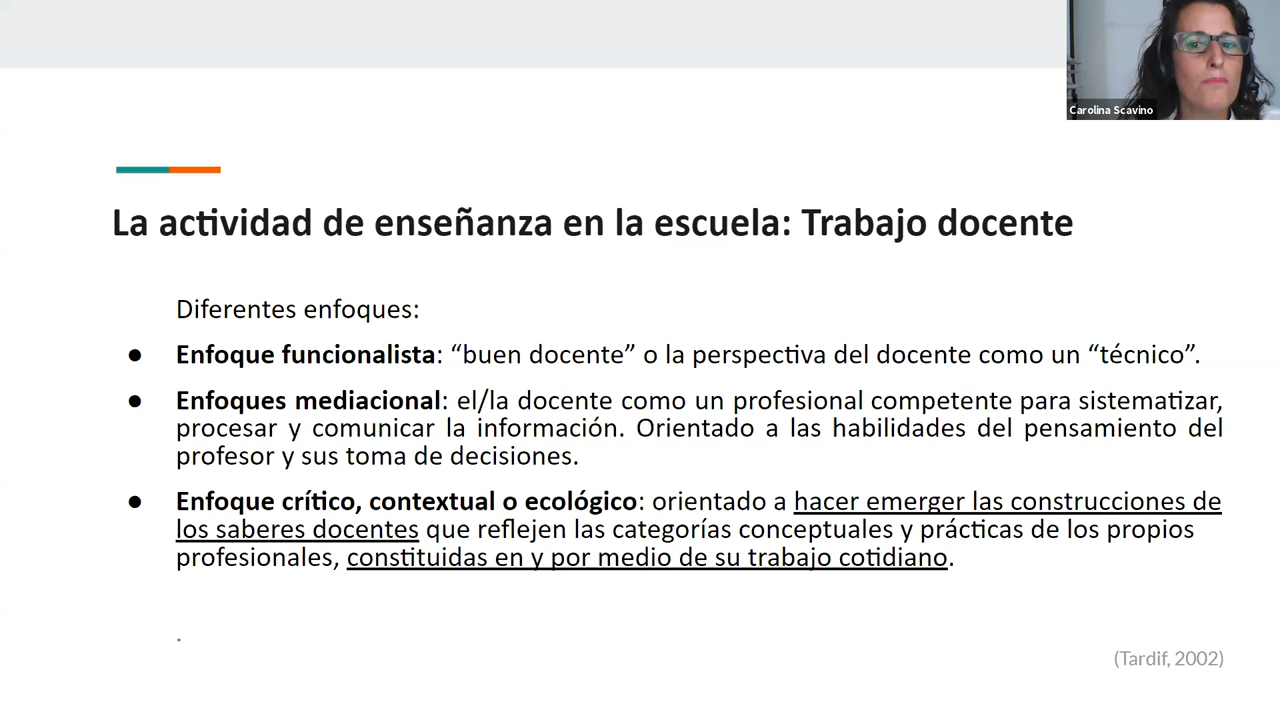 Carolina Scavino
La actividad de enseñanza en la escuela: Trabajo docente
Diferentes enfoques:
● Enfoque funcionalista: “buen docente” o la perspectiva del docente como un “técnico”.
● Enfoques mediacional: el/la docente como un profesional competente para sistematizar,
procesar y comunicar la información. Orientado a las habilidades del pensamiento del
profesor y sus toma de decisiones.
● Enfoque crítico, contextual o ecológico: orientado a hacer emerger las construcciones de
los saberes docentes que reflejen las categorías conceptuales y prácticas de los propios
profesionales, constituidas en y por medio de su trabajo cotidiano.
.
(Tardif, 2002)